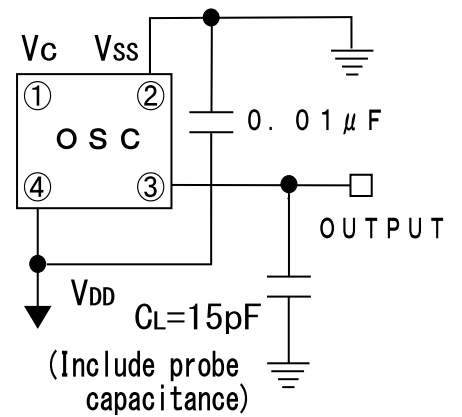 Vc Vss
① ②
OSC
④ ③
0.01μF
OUTPUT
VDD
CL=15pF
(Include probe
capacitance)